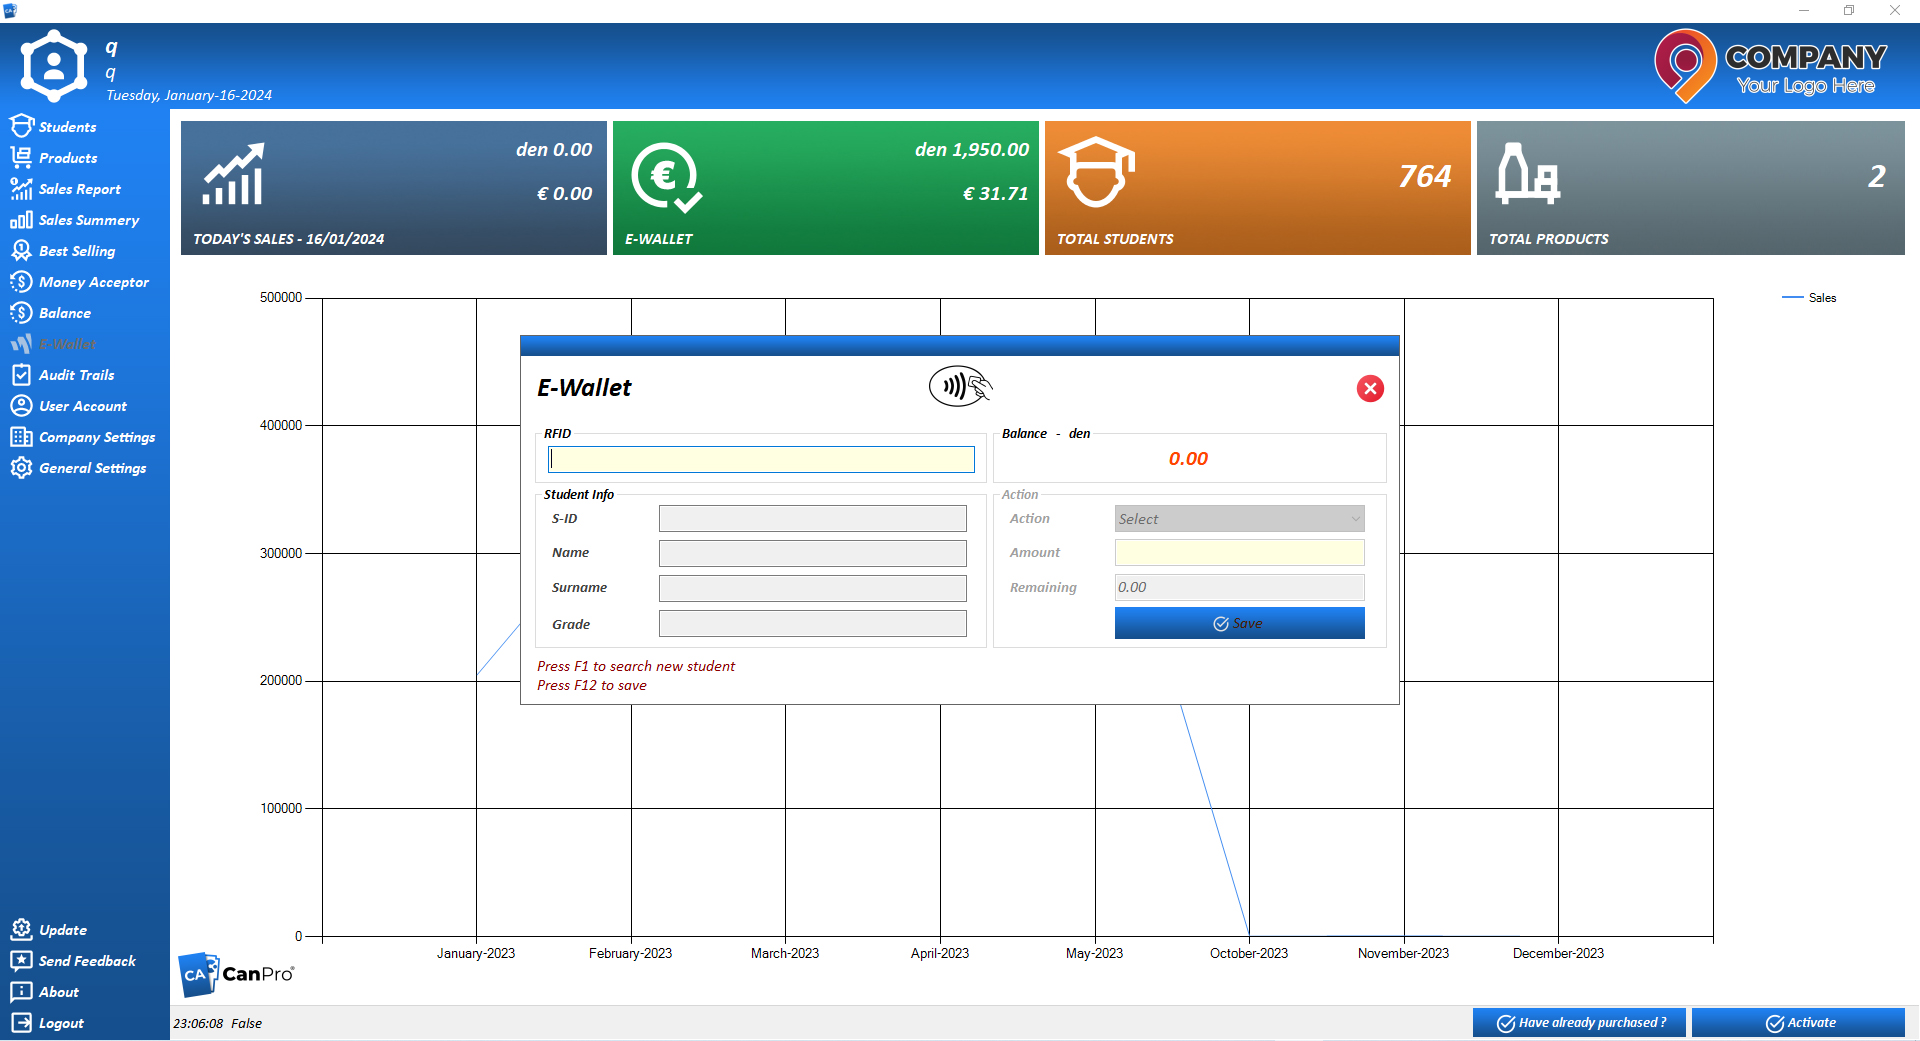 q
q
Tuesday, January-16-2024
COMPANY
Your Logo Here
Students
Products
Sales Report
Sales Summery
Best Selling
Money Acceptor
Balance
E-Wallet
Audit Trails
User Account
Company Settings
General Settings
Update
Send Feedback
About
Logout
den 0.00
€ 0.00
TODAY'S SALES - 16/01/2024
den 1,950.00
€ 31.71
E-WALLET
764
TOTAL STUDENTS
2
TOTAL PRODUCTS
500000
400000
300000
200000
100000
0
Sales
January-2023
February-2023
March-2023
April-2023
May-2023
October-2023
November-2023
December-2023
E-Wallet
RFID
Balance - den
0.00
Student Info
S-ID
Name
Surname
Grade
Action
Action
Select
Amount
Remaining
0.00
Save
Press F1 to search new student
Press F12 to save
CanPro®
23:06:08 False
Have already purchased ?
Activate